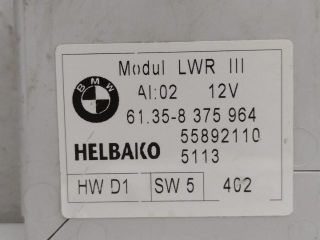 Modul LWR III
BMW
AI:02 12V
61.35-8 375 964
55892110
HELBAKO 5113
HW D1 SW 5 402